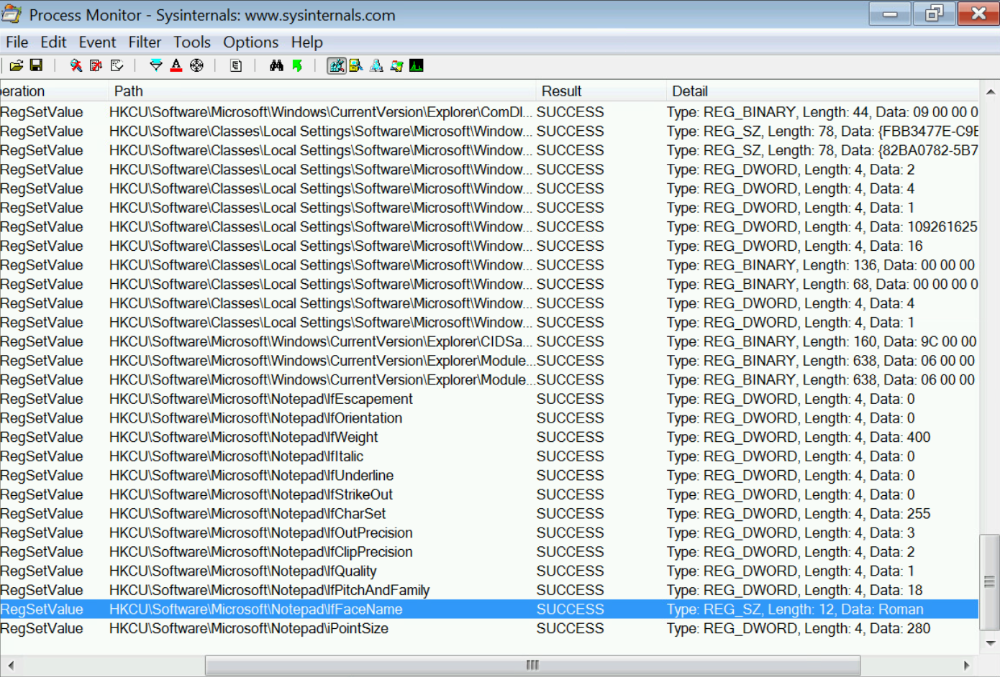 Process Monitor - Sysinternals: www.sysinternals.com
File Edit Event Filter Tools Options Help
eration Path Result Detail
RegSetValue HKCU\Software\Microsoft\Windows\CurrentVersion\Explorer\ComDl... SUCCESS Type: REG_BINARY, Length: 44, Data: 09 00 00 0
RegSetValue HKCU\Software\Classes\Local Settings\Software\Microsoft\Window... SUCCESS Type: REG_SZ, Length: 78, Data: {FBB3477E-C9E
RegSetValue HKCU\Software\Classes\Local Settings\Software\Microsoft\Window... SUCCESS Type: REG_SZ, Length: 78, Data: {82BA0782-5B7
RegSetValue HKCU\Software\Classes\Local Settings\Software\Microsoft\Window... SUCCESS Type: REG_DWORD, Length: 4, Data: 2
RegSetValue HKCU\Software\Classes\Local Settings\Software\Microsoft\Window... SUCCESS Type: REG_DWORD, Length: 4, Data: 4
RegSetValue HKCU\Software\Classes\Local Settings\Software\Microsoft\Window... SUCCESS Type: REG_DWORD, Length: 4, Data: 1
RegSetValue HKCU\Software\Classes\Local Settings\Software\Microsoft\Window... SUCCESS Type: REG_DWORD, Length: 4, Data: 109261625
RegSetValue HKCU\Software\Classes\Local Settings\Software\Microsoft\Window... SUCCESS Type: REG_DWORD, Length: 4, Data: 16
RegSetValue HKCU\Software\Classes\Local Settings\Software\Microsoft\Window... SUCCESS Type: REG_BINARY, Length: 136, Data: 00 00 00
RegSetValue HKCU\Software\Classes\Local Settings\Software\Microsoft\Window... SUCCESS Type: REG_BINARY, Length: 68, Data: 00 00 00 0
RegSetValue HKCU\Software\Classes\Local Settings\Software\Microsoft\Window... SUCCESS Type: REG_DWORD, Length: 4, Data: 4
RegSetValue HKCU\Software\Classes\Local Settings\Software\Microsoft\Window... SUCCESS Type: REG_DWORD, Length: 4, Data: 1
RegSetValue HKCU\Software\Microsoft\Windows\CurrentVersion\Explorer\CIDSa... SUCCESS Type: REG_BINARY, Length: 160, Data: 9C 00 00
RegSetValue HKCU\Software\Microsoft\Windows\CurrentVersion\Explorer\Module... SUCCESS Type: REG_BINARY, Length: 638, Data: 06 00 00
RegSetValue HKCU\Software\Microsoft\Windows\CurrentVersion\Explorer\Module... SUCCESS Type: REG_BINARY, Length: 638, Data: 06 00 00
RegSetValue HKCU\Software\Microsoft\Notepad\lfEscapement SUCCESS Type: REG_DWORD, Length: 4, Data: 0
RegSetValue HKCU\Software\Microsoft\Notepad\lfOrientation SUCCESS Type: REG_DWORD, Length: 4, Data: 0
RegSetValue HKCU\Software\Microsoft\Notepad\lfWeight SUCCESS Type: REG_DWORD, Length: 4, Data: 400
RegSetValue HKCU\Software\Microsoft\Notepad\lfItalic SUCCESS Type: REG_DWORD, Length: 4, Data: 0
RegSetValue HKCU\Software\Microsoft\Notepad\lfUnderline SUCCESS Type: REG_DWORD, Length: 4, Data: 0
RegSetValue HKCU\Software\Microsoft\Notepad\lfStrikeOut SUCCESS Type: REG_DWORD, Length: 4, Data: 0
RegSetValue HKCU\Software\Microsoft\Notepad\lfCharSet SUCCESS Type: REG_DWORD, Length: 4, Data: 255
RegSetValue HKCU\Software\Microsoft\Notepad\lfOutPrecision SUCCESS Type: REG_DWORD, Length: 4, Data: 3
RegSetValue HKCU\Software\Microsoft\Notepad\lfClipPrecision SUCCESS Type: REG_DWORD, Length: 4, Data: 2
RegSetValue HKCU\Software\Microsoft\Notepad\lfQuality SUCCESS Type: REG_DWORD, Length: 4, Data: 1
RegSetValue HKCU\Software\Microsoft\Notepad\lfPitchAndFamily SUCCESS Type: REG_DWORD, Length: 4, Data: 18
RegSetValue HKCU\Software\Microsoft\Notepad\lfFaceName SUCCESS Type: REG_SZ, Length: 12, Data: Roman
RegSetValue HKCU\Software\Microsoft\Notepad\iPointSize SUCCESS Type: REG_DWORD, Length: 4, Data: 280